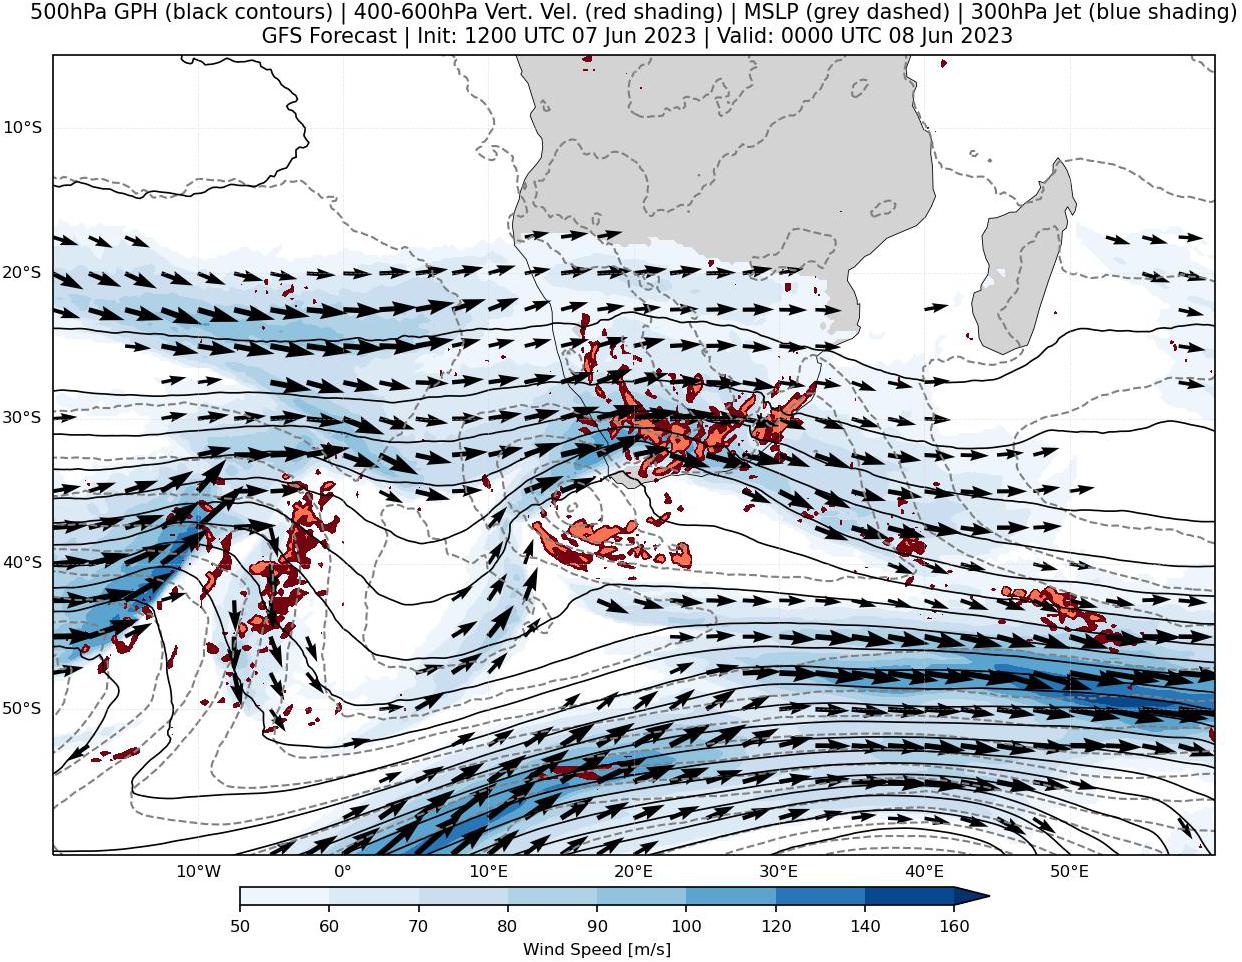 500hPa GPH (black contours) | 400-600hPa Vert. Vel. (red shading) | MSLP (grey dashed) | 300hPa Jet (blue shading)
GFS Forecast | Init: 1200 UTC 07 Jun 2023 | Valid: 0000 UTC 08 Jun 2023
10°S
20°S
30°S
40°S
50°S
10°W 0° 10°E 20°E 30°E 40°E 50°E
50 60 70 80 90 100 120 140 160
Wind Speed [m/s]